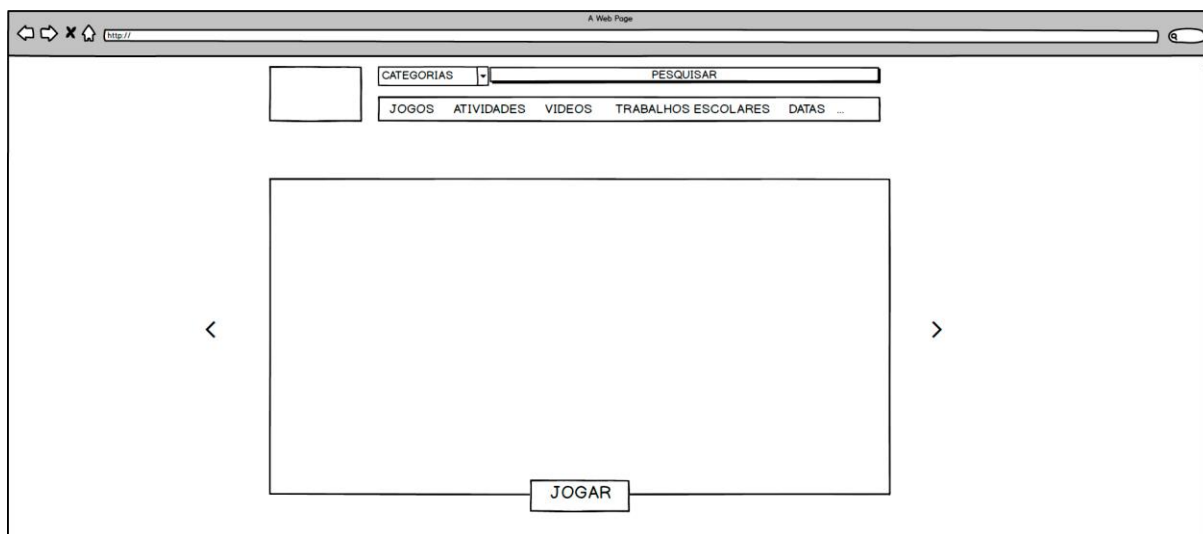 A Web Page
http://
CATEGORIAS PESQUISAR
JOGOS ATIVIDADES VIDEOS TRABALHOS ESCOLARES DATAS ...
JOGAR